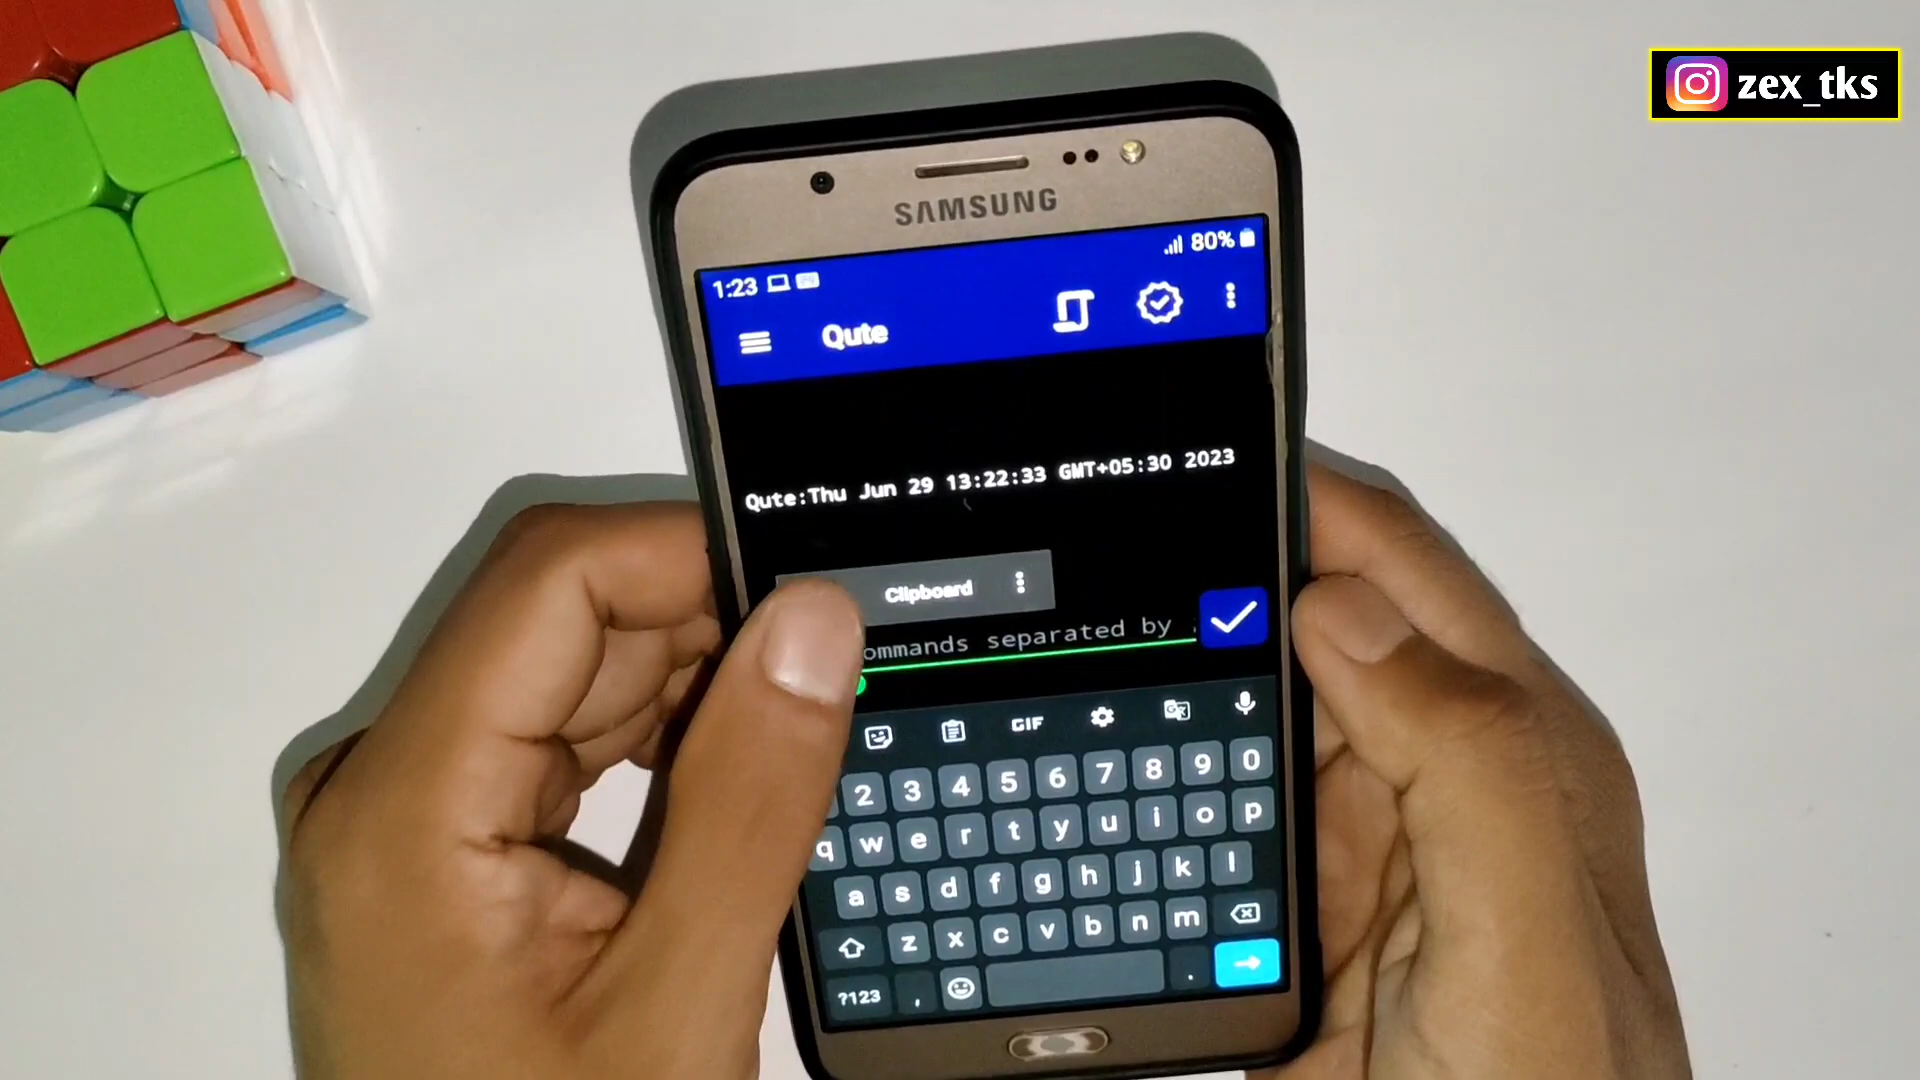 zex_tks
SAMSUNG
1:23
80%
Qute
Qute:Thu Jun 29 13:22:33 GMT+05:30 2023
Clipboard
ommands separated by
GIF
2 3 4 5 6 7 8 9 0
q w e r t y u i o p
a s d f g h j k l
z x c v b n m
?123 , .